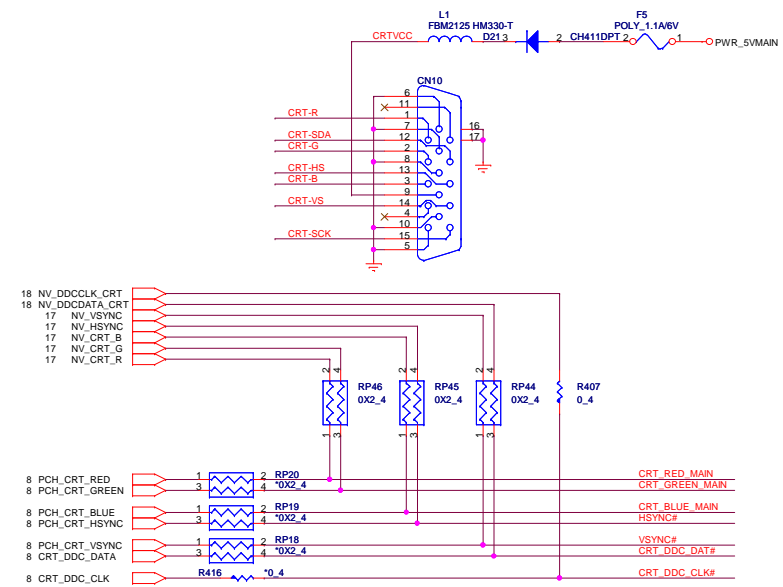 L1
FBM2125 HM330-T
F5
POLY_1.1A/6V
CRTVCC
D21 3
2 CH411DPT 2
1
PWR_5VMAIN
CN10
6
11
CRT-R 1
7 16
CRT-SDA 12 17
CRT-G 2
8
CRT-HS 13
CRT-B 3
9
CRT-VS 14
4
10
CRT-SCK 15
5
18 NV_DDCCLK_CRT
18 NV_DDCDATA_CRT
17 NV_VSYNC
17 NV_HSYNC
17 NV_CRT_B
17 NV_CRT_G
17 NV_CRT_R
2 4 2 4 2 4
RP46 RP45 RP44 R407
0X2_4 0X2_4 0X2_4 0_4
1 3 1 3 1 3
8 PCH_CRT_RED 1 2 RP20 CRT_RED_MAIN
8 PCH_CRT_GREEN 3 4 *0X2_4 CRT_GREEN_MAIN
8 PCH_CRT_BLUE 1 2 RP19 CRT_BLUE_MAIN
8 PCH_CRT_HSYNC 3 4 *0X2_4 HSYNC#
8 PCH_CRT_VSYNC 1 2 RP18 VSYNC#
8 CRT_DDC_DATA 3 4 *0X2_4 CRT_DDC_DAT#
8 CRT_DDC_CLK R416 *0_4 CRT_DDC_CLK#